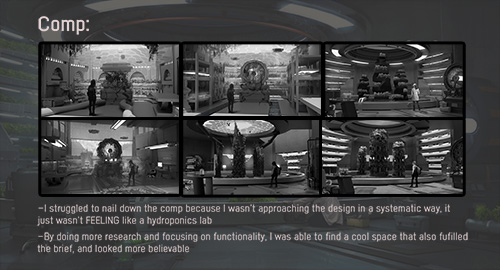 Comp:
-I struggled to nail down the comp because I wasn't approaching the design in a systematic way, it
just wasn't FEELING like a hydroponics lab
-By doing more research and focusing on functionality, I was able to find a cool space that also fufilled
the brief, and looked more believable